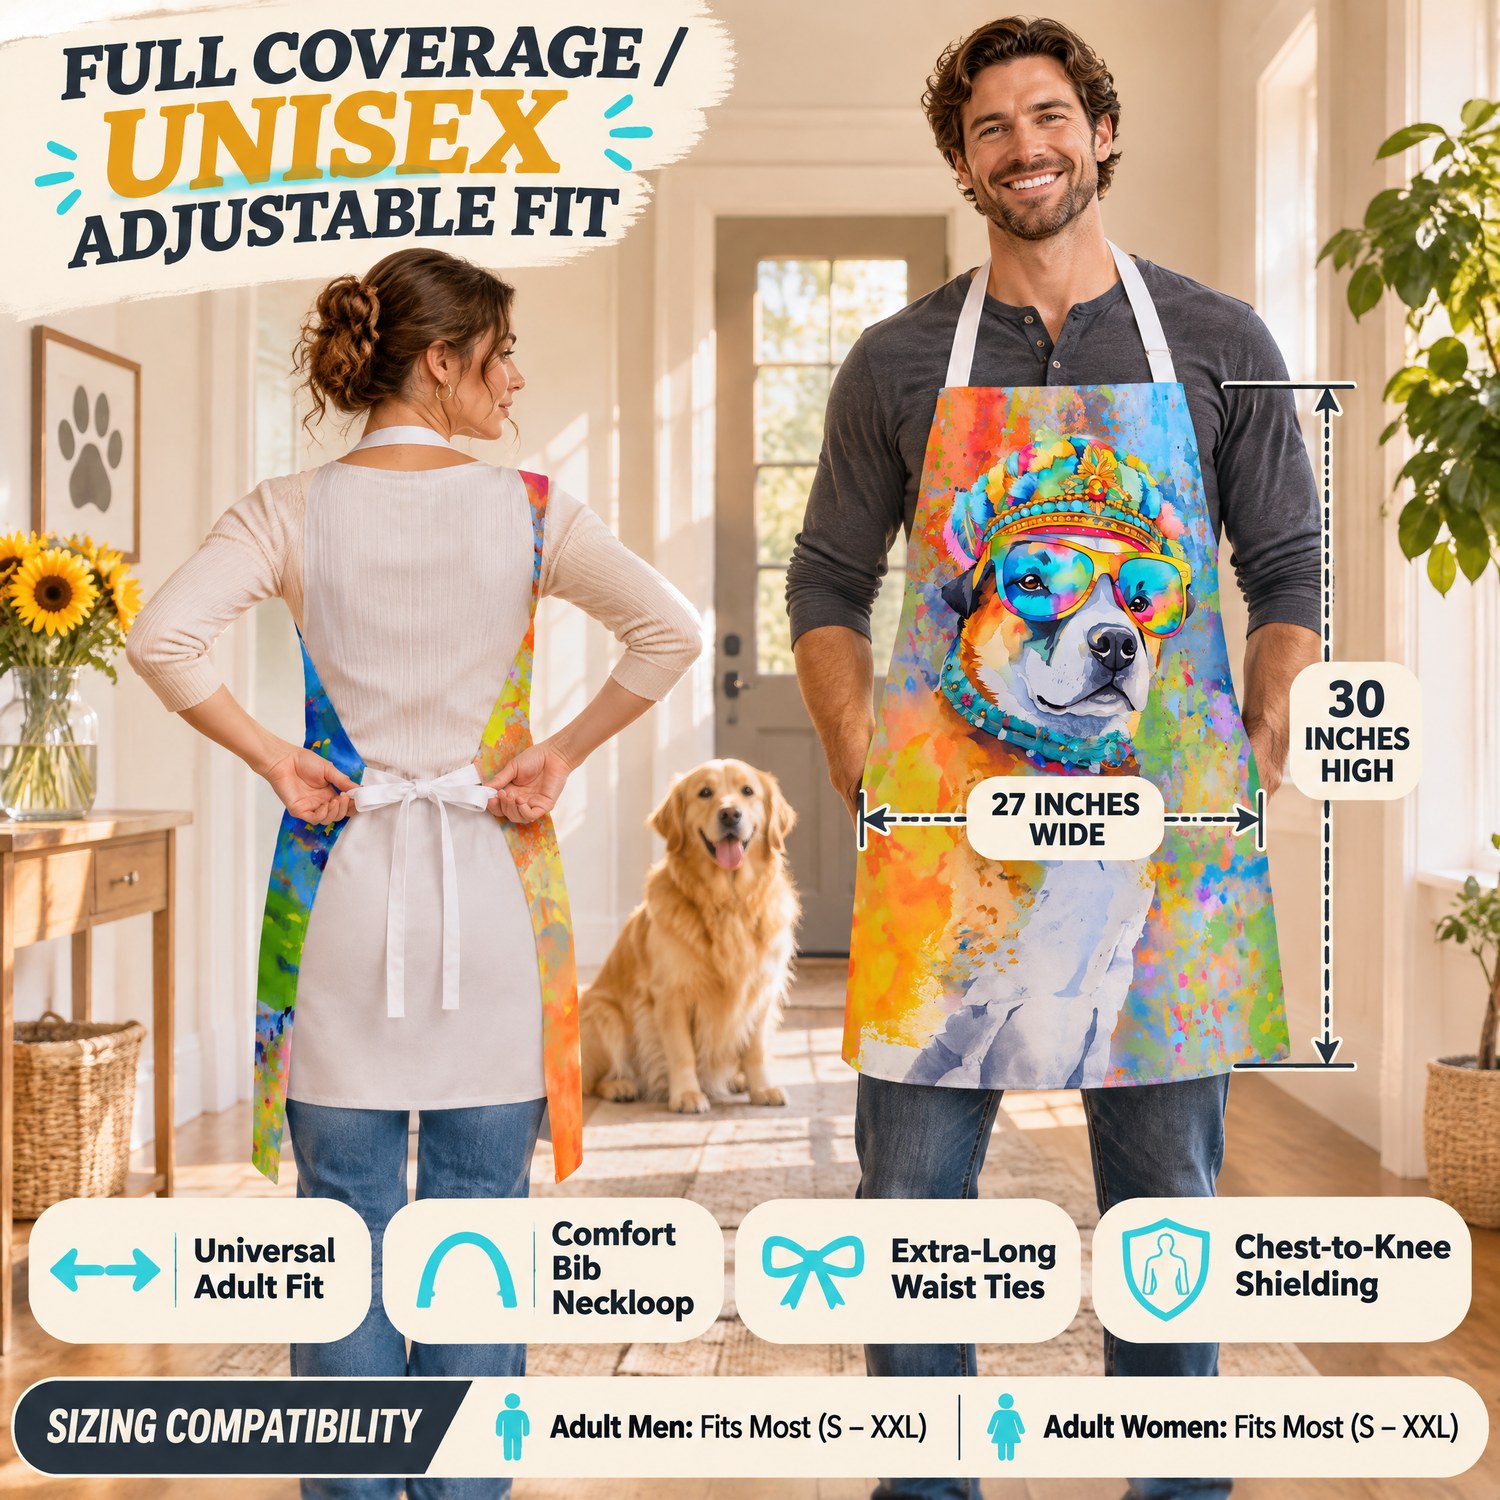 FULL COVERAGE /
UNISEX
ADJUSTABLE FIT
30
INCHES
HIGH
27 INCHES
WIDE
Universal
Adult Fit
Comfort
Bib
Neckloop
Extra-Long
Waist Ties
Chest-to-Knee
Shielding
SIZING COMPATIBILITY
Adult Men: Fits Most (S – XXL)
Adult Women: Fits Most (S – XXL)